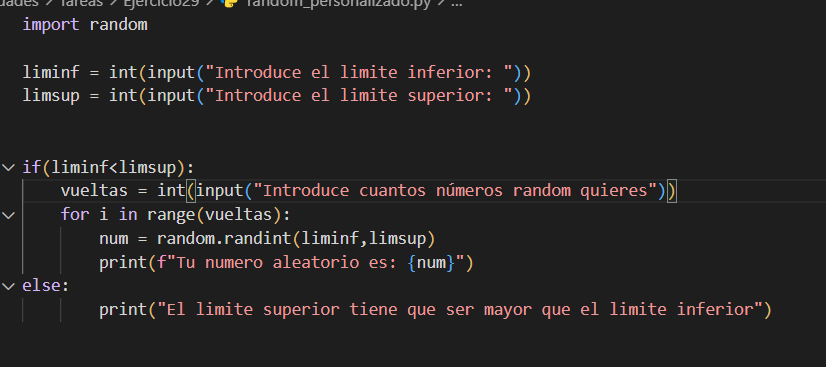 dades > Tareas > Ejercicio29 > random_personalizado.py > ...
import random
liminf = int(input("Introduce el limite inferior: "))
limsup = int(input("Introduce el limite superior: "))
if(liminf<limsup):
    vueltas = int(input("Introduce cuantos números random quieres"))
    for i in range(vueltas):
        num = random.randint(liminf,limsup)
        print(f"Tu numero aleatorio es: {num}")
else:
        print("El limite superior tiene que ser mayor que el limite inferior")